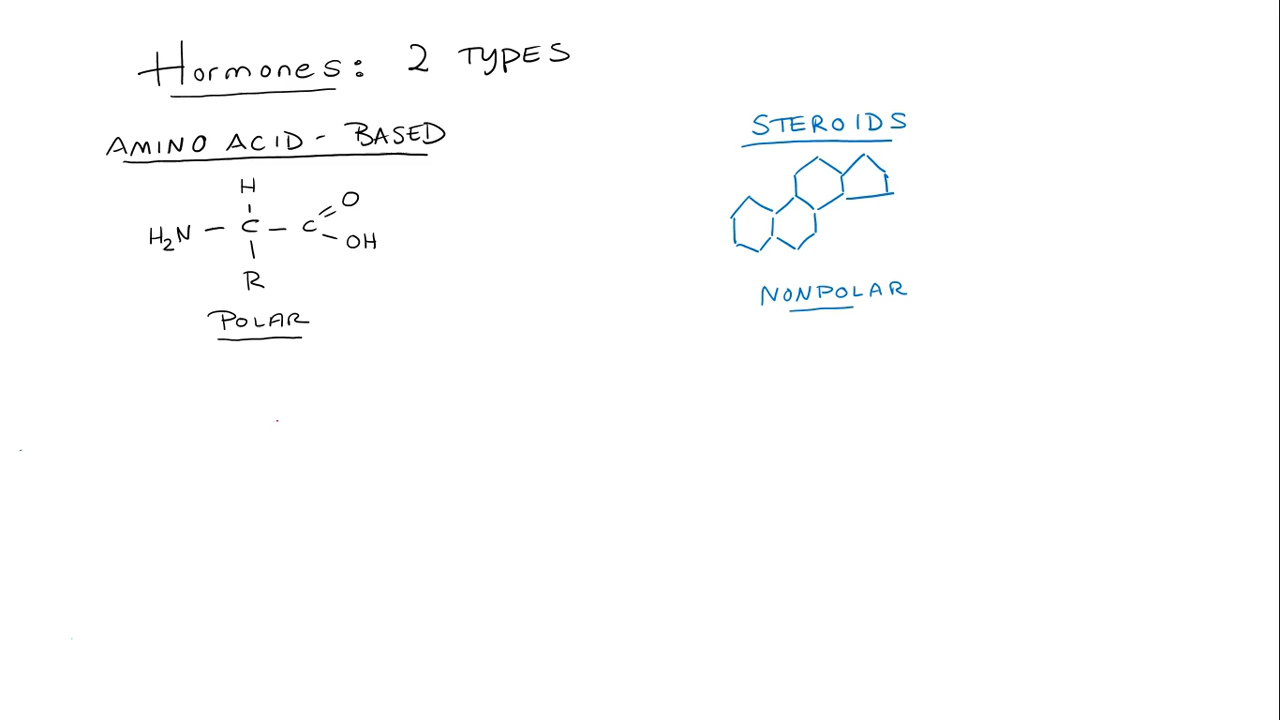 Hormones: 2 TYPES
AMINO ACID - BASED
H
H₂N - C - C = O
- OH
R
POLAR
STEROIDS
NONPOLAR